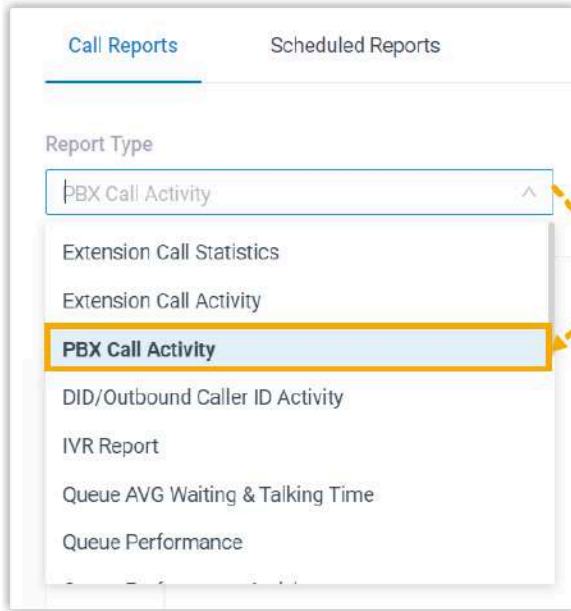 Call Reports Scheduled Reports
Report Type
PBX Call Activity
Extension Call Statistics
Extension Call Activity
PBX Call Activity
DID/Outbound Caller ID Activity
IVR Report
Queue AVG Waiting & Talking Time
Queue Performance